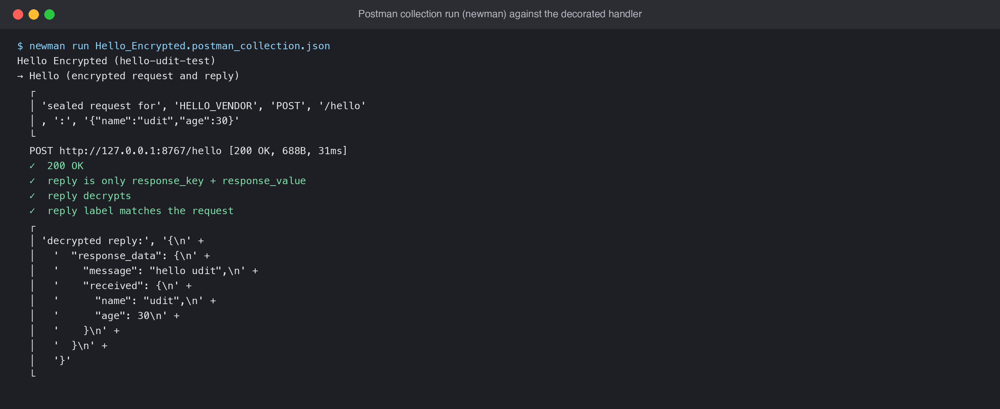 Postman collection run (newman) against the decorated handler
$ newman run Hello_Encrypted.postman_collection.json
Hello Encrypted (hello-udit-test)
→ Hello (encrypted request and reply)
┌
│ 'sealed request for', 'HELLO_VENDOR', 'POST', '/hello'
│ , ':', '{"name":"udit","age":30}'
└
POST http://127.0.0.1:8767/hello [200 OK, 688B, 31ms]
✓  200 OK
✓  reply is only response_key + response_value
✓  reply decrypts
✓  reply label matches the request
┌
│ 'decrypted reply:', '{\n' +
│   '  "response_data": {\n' +
│   '    "message": "hello udit",\n' +
│   '    "received": {\n' +
│   '      "name": "udit",\n' +
│   '      "age": 30\n' +
│   '    }\n' +
│   '  }\n' +
│   '}'
└